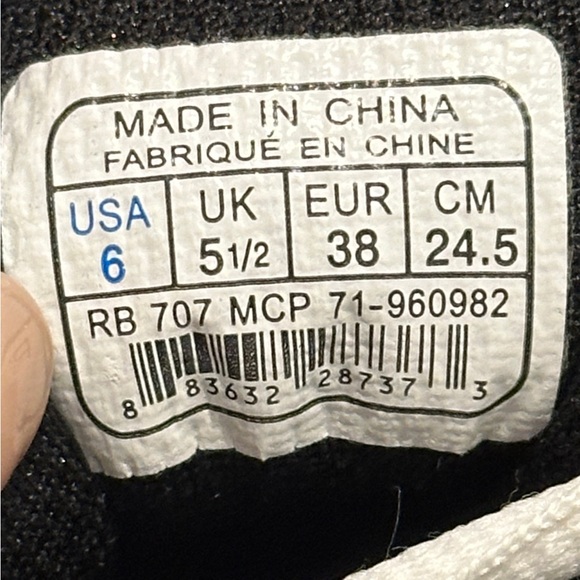 MADE IN CHINA
FABRIQUÉ EN CHINE
USA UK EUR CM
6 5 1/2 38 24.5
RB 707 MCP 71-960982
8 83632 28737 3